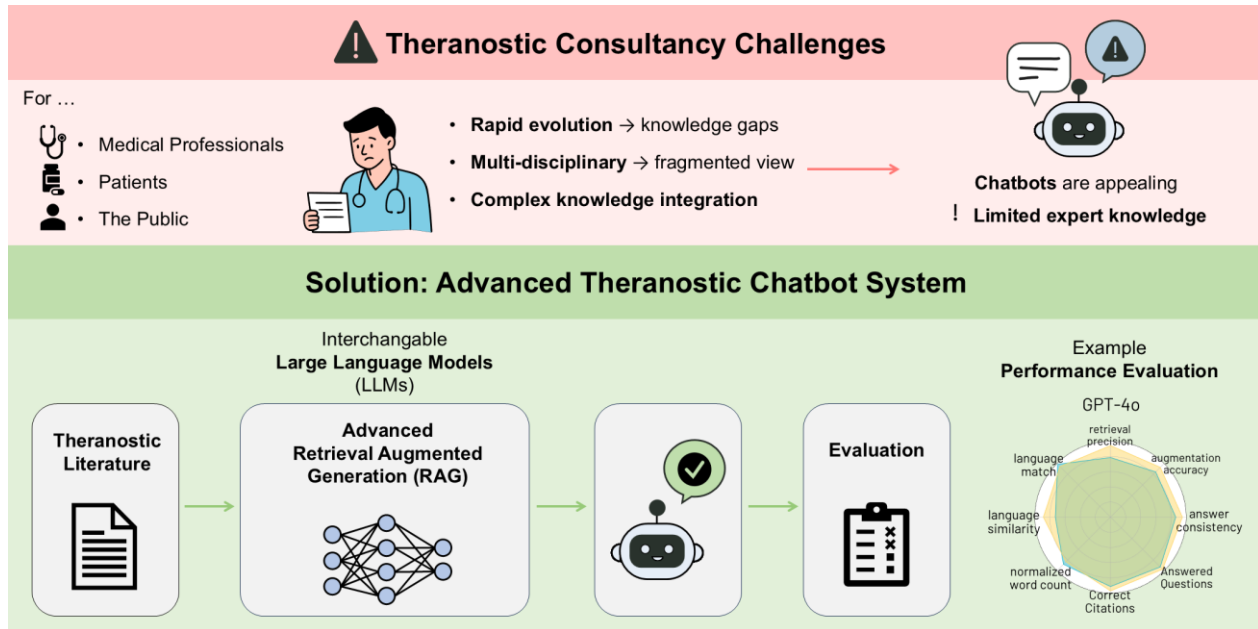 Theranostic Consultancy Challenges
For ...
• Medical Professionals
• Patients
• The Public
• Rapid evolution → knowledge gaps
• Multi-disciplinary → fragmented view
• Complex knowledge integration
Chatbots are appealing
! Limited expert knowledge
Solution: Advanced Theranostic Chatbot System
Interchangable
Large Language Models
(LLMs)
Theranostic
Literature
Advanced
Retrieval Augmented
Generation (RAG)
Evaluation
Example
Performance Evaluation
GPT-4o
retrieval
precision
augmentation
accuracy
answer
consistency
Answered
Questions
Correct
Citations
normalized
word count
language
similarity
language
match